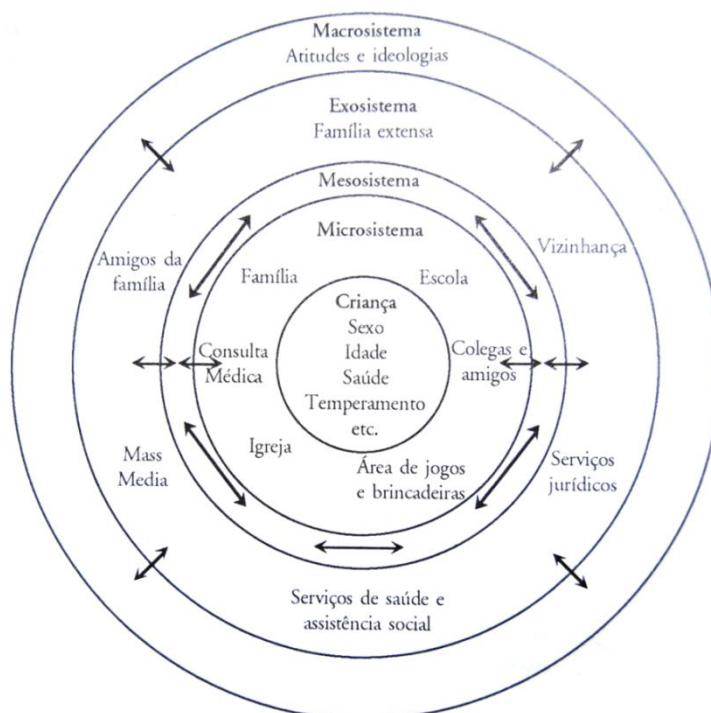 Macrosistema
Atitudes e ideologias
Exosistema
Família extensa
Mesosistema
Microsistema
Amigos da
família
Vizinhança
Família
Escola
Criança
Sexo
Idade
Saúde
Temperamento
etc.
Consulta
Médica
Colegas e
amigos
Igreja
Área de jogos
e brincadeiras
Mass
Media
Serviços
jurídicos
Serviços de saúde e
assistência social